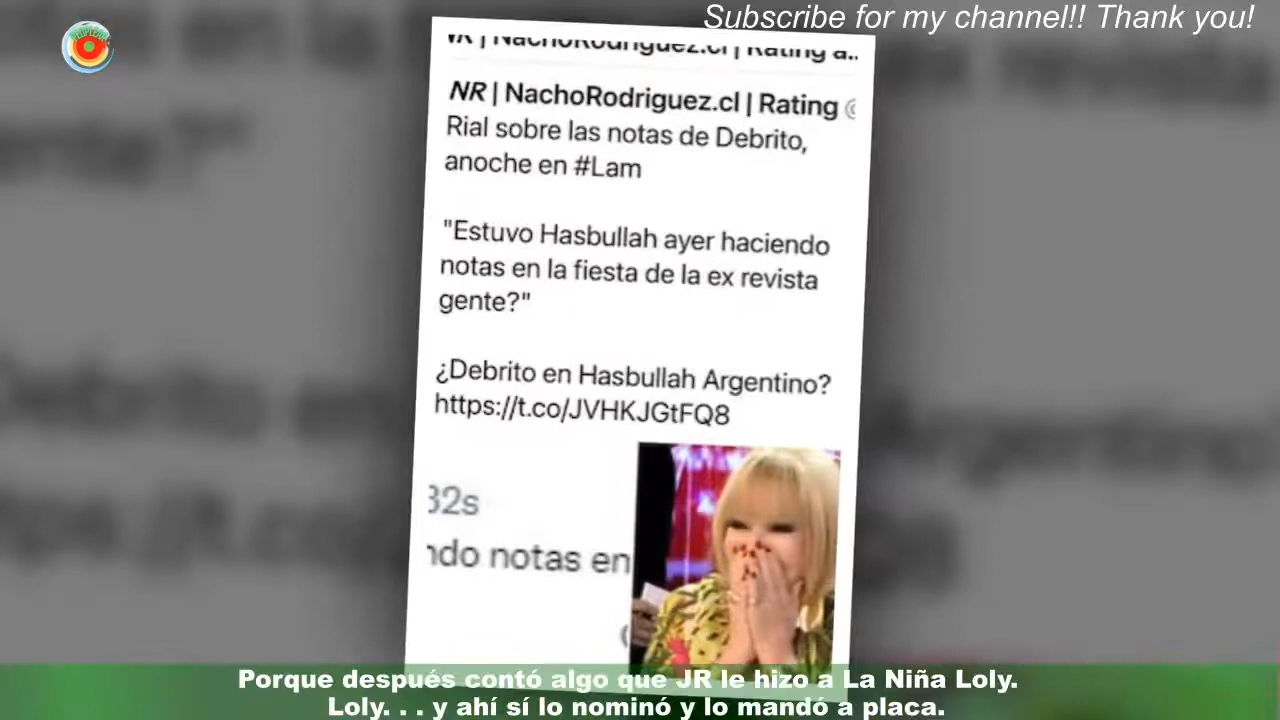 Subscribe for my channel!! Thank you!
NachoRodriguez.cl | Rating a..
NR | NachoRodriguez.cl | Rating
Rial sobre las notas de Debrito,
anoche en #Lam
"Estuvo Hasbullah ayer haciendo
notas en la fiesta de la ex revista
gente?"
¿Debrito en Hasbullah Argentino?
https://t.co/JVHKJGtFQ8
32s
ndo notas en
Porque después contó algo que JR le hizo a La Niña Loly.
Loly. . . y ahí sí lo nominó y lo mandó a placa.